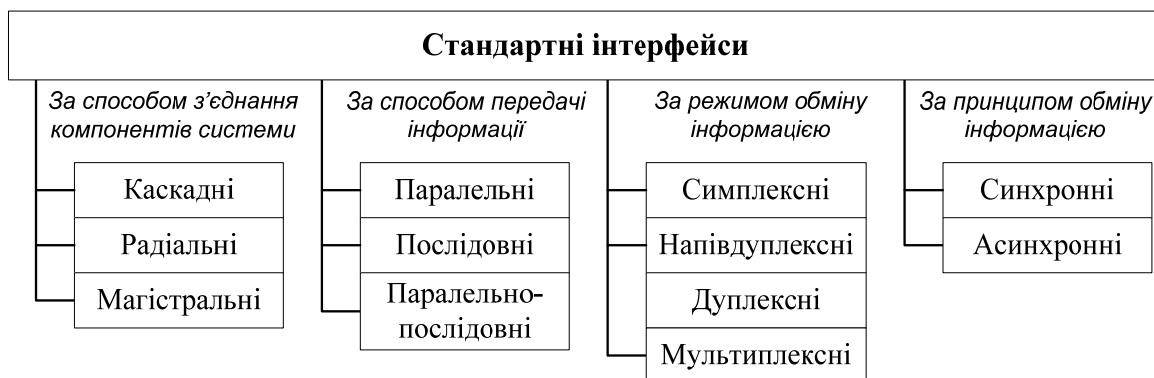 Стандартні інтерфейси
За способом з’єднання
компонентів системи
Каскадні
Радіальні
Магістральні
За способом передачі
інформації
Паралельні
Послідовні
Паралельно-
послідовні
За режимом обміну
інформацією
Симплексні
Напівдуплексні
Дуплексні
Мультиплексні
За принципом обміну
інформацією
Синхронні
Асинхронні